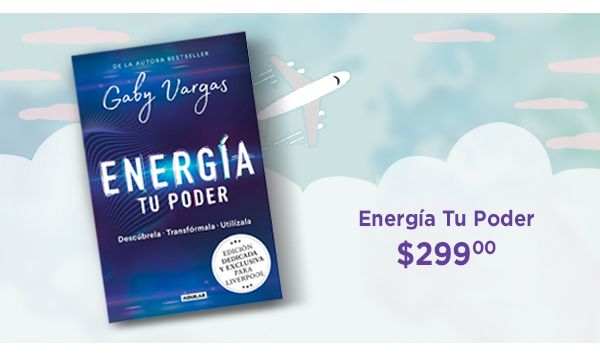 DE LA AUTORA BESTSELLER
Gaby Vargas
ENERGÍA
TU PODER
Descúbrela · Transfórmala · Utilízala
EDICIÓN
DEDICADA
Y EXCLUSIVA
PARA
LIVERPOOL
AGUILAR
Energía Tu Poder
$299⁰⁰